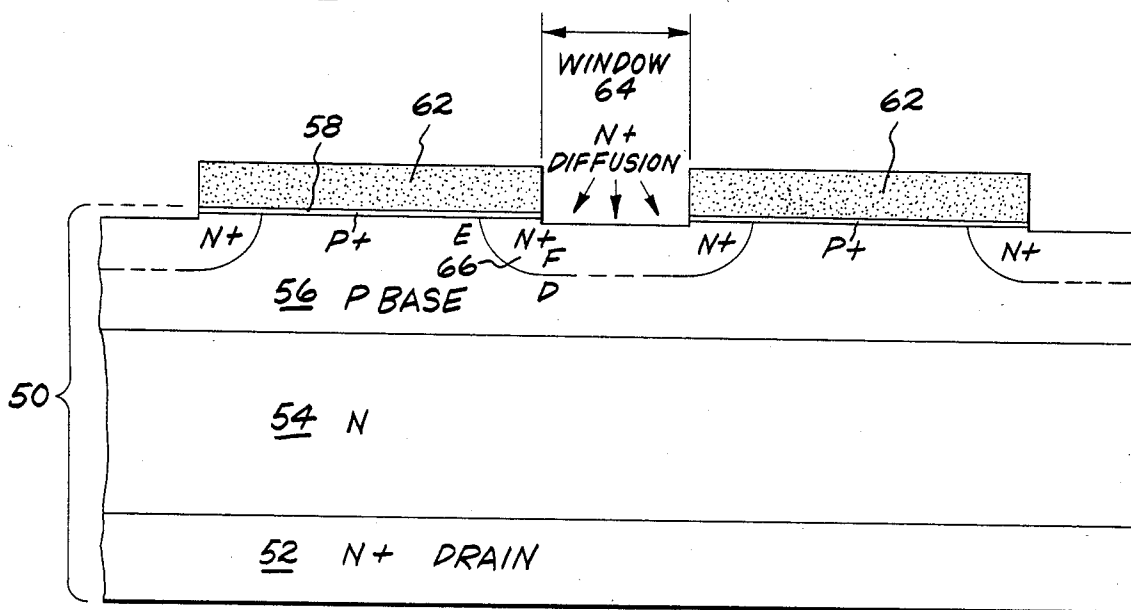 WINDOW
64
62
62
58
N+
DIFFUSION
N+
P+
E
N+
N+
P+
N+
66
F
D
56 P BASE
50
54 N
52 N+ DRAIN